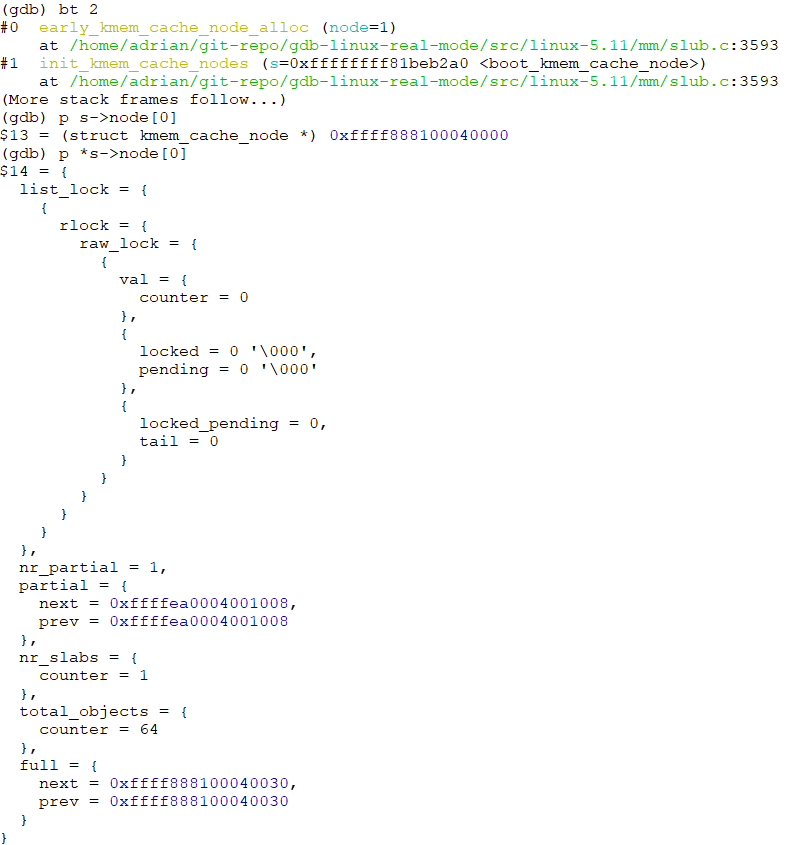 (gdb) bt 2
#0  early_kmem_cache_node_alloc (node=1)
    at /home/adrian/git-repo/gdb-linux-real-mode/src/linux-5.11/mm/slub.c:3593
#1  init_kmem_cache_nodes (s=0xffffffff81beb2a0 <boot_kmem_cache_node>)
    at /home/adrian/git-repo/gdb-linux-real-mode/src/linux-5.11/mm/slub.c:3593
(More stack frames follow...)
(gdb) p s->node[0]
$13 = (struct kmem_cache_node *) 0xffff888100040000
(gdb) p *s->node[0]
$14 = {
  list_lock = {
    {
      rlock = {
        raw_lock = {
          {
            val = {
              counter = 0
            },
            {
              locked = 0 '\000',
              pending = 0 '\000'
            },
            {
              locked_pending = 0,
              tail = 0
            }
          }
        }
      }
    }
  },
  nr_partial = 1,
  partial = {
    next = 0xffffea0004001008,
    prev = 0xffffea0004001008
  },
  nr_slabs = {
    counter = 1
  },
  total_objects = {
    counter = 64
  },
  full = {
    next = 0xffff888100040030,
    prev = 0xffff888100040030
  }
}